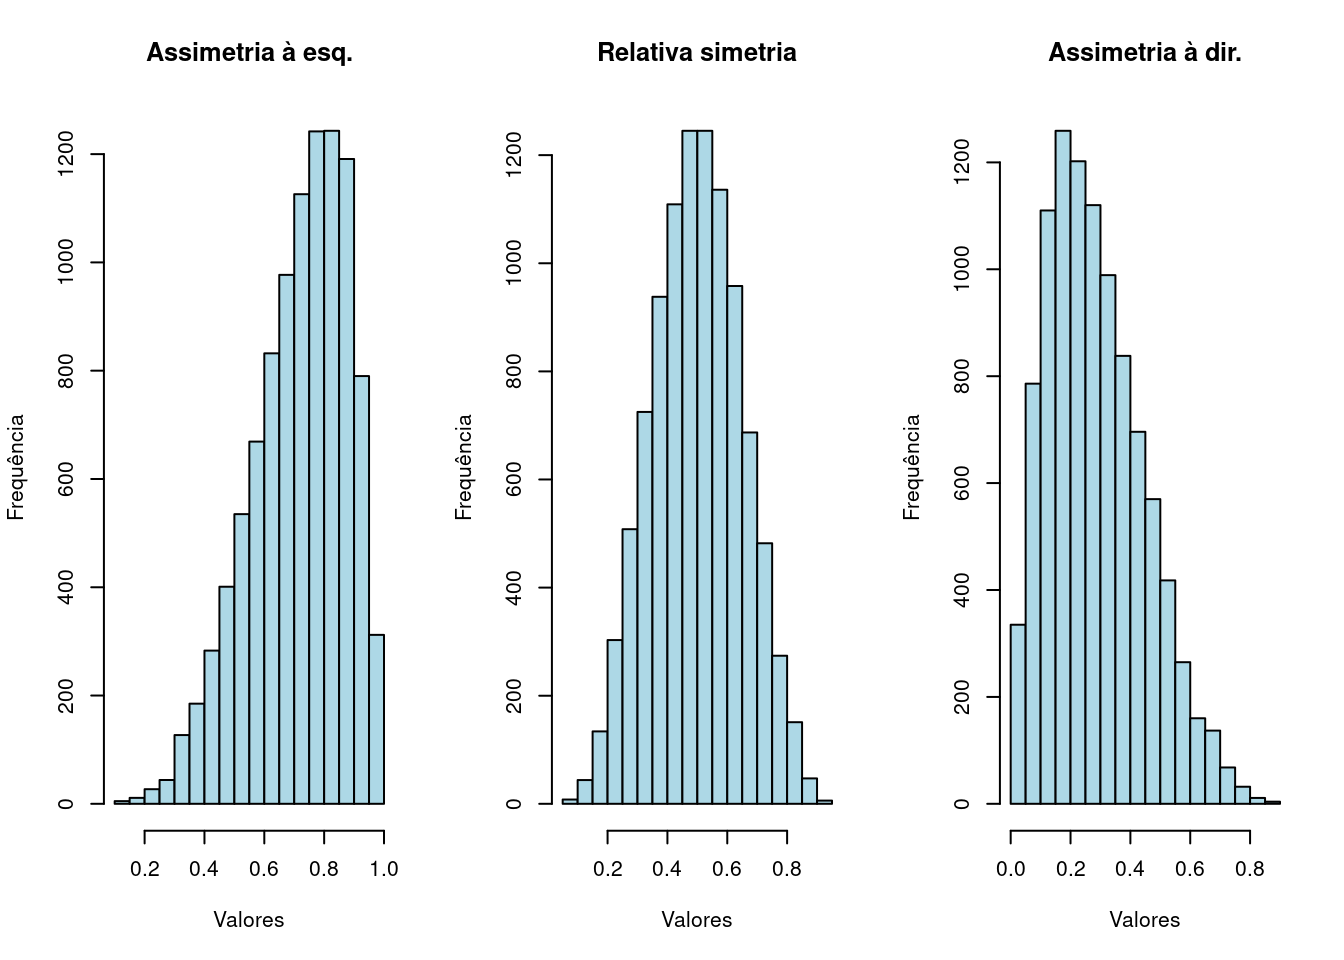 Assimetria à esq.
Frequência
1200
1000
800
600
400
200
0
0.2 0.4 0.6 0.8 1.0
Valores
Relativa simetria
Frequência
1200
1000
800
600
400
200
0
0.2 0.4 0.6 0.8
Valores
Assimetria à dir.
Frequência
1200
1000
800
600
400
200
0
0.0 0.2 0.4 0.6 0.8
Valores